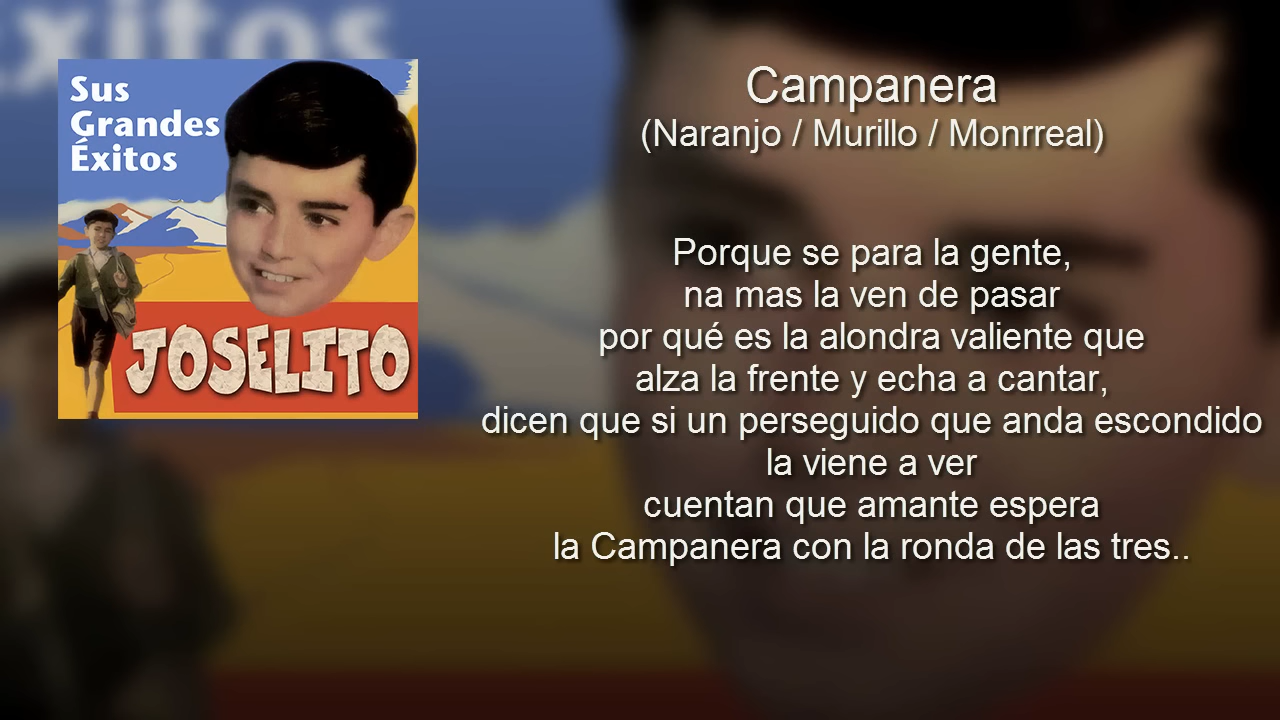 Éxitos
Sus
Grandes
Éxitos
JOSELITO
Campanera
(Naranjo / Murillo / Monrreal)
Porque se para la gente,
na mas la ven de pasar
por qué es la alondra valiente que
alza la frente y echa a cantar,
dicen que si un perseguido que anda escondido
la viene a ver
cuentan que amante espera
la Campanera con la ronda de las tres..